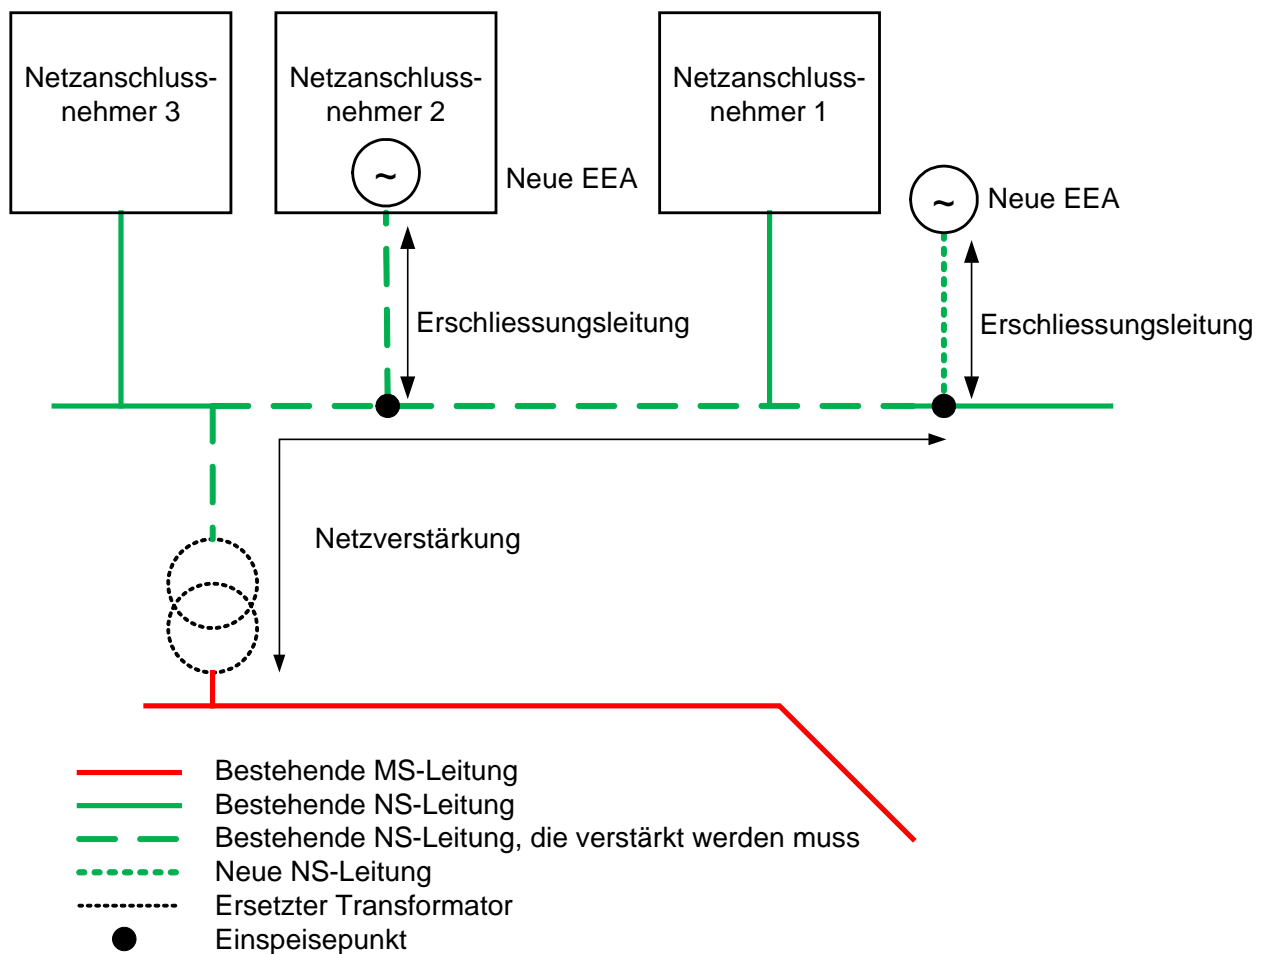 Netzanschluss-
nehmer 3
Netzanschluss-
nehmer 2
~
Neue EEA
Netzanschluss-
nehmer 1
~
Neue EEA
Erschliessungsleitung
Erschliessungsleitung
Netzverstärkung
Bestehende MS-Leitung
Bestehende NS-Leitung
Bestehende NS-Leitung, die verstärkt werden muss
Neue NS-Leitung
Ersetzter Transformator
Einspeisepunkt